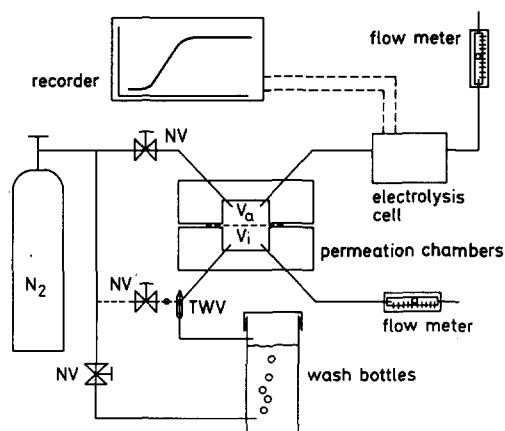 flow meter
recorder
NV
electrolysis
cell
Va
Vi
permeation chambers
N2
NV
TWV
flow meter
NV
wash bottles